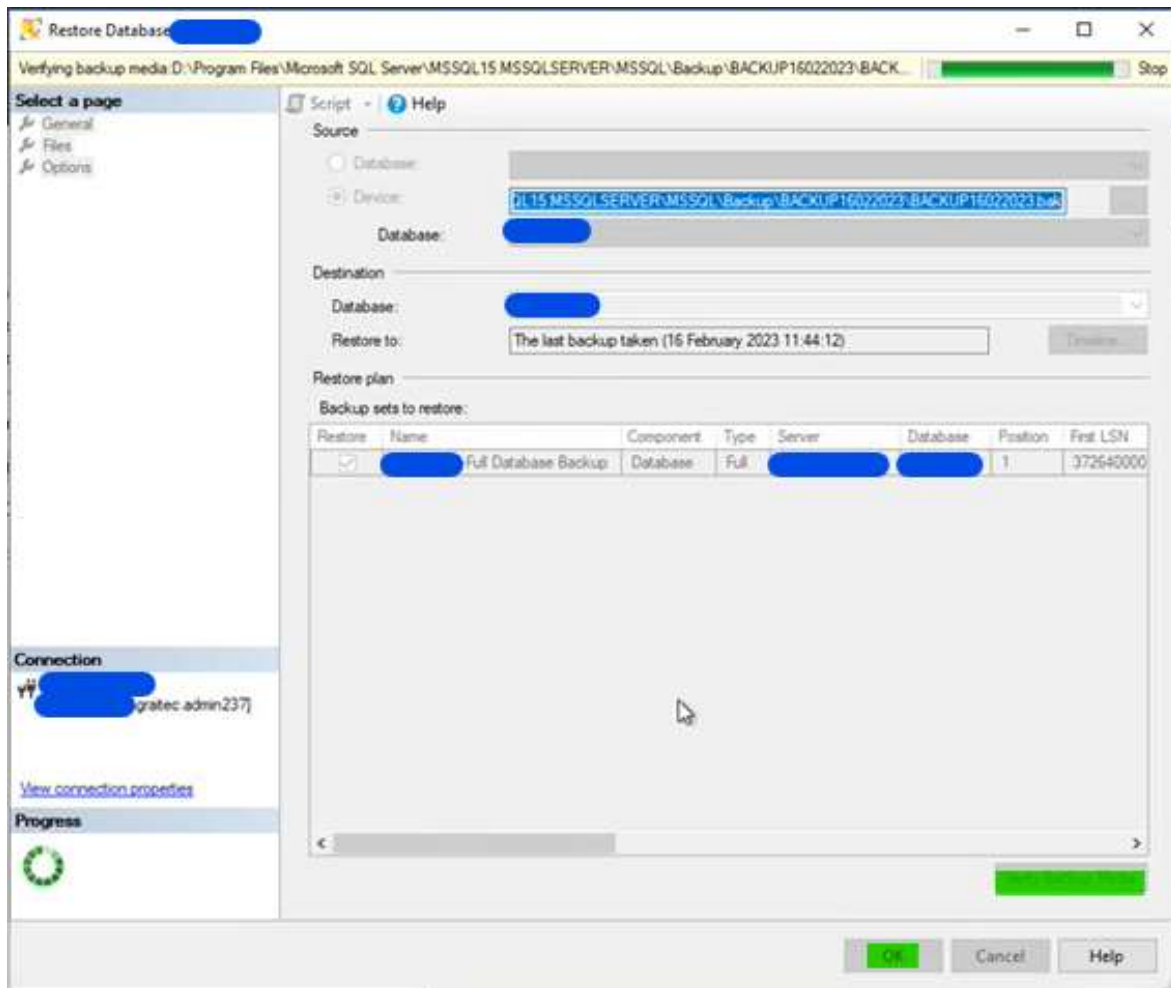 Restore Database
Verifying backup media:D:\Program Files\Microsoft SQL Server\MSSQL15.MSSQLSERVER\MSSQL\Backup\BACKUP16022023\BACK... Stop
Select a page
General
Files
Options
Script Help
Source
Database:
Device: QL15.MSSQLSERVER\MSSQL\Backup\BACKUP16022023\BACKUP16022023.bak
Database:
Destination
Database:
Restore to: The last backup taken (16 February 2023 11:44:12)
Timeline...
Restore plan
Backup sets to restore:
Restore Name Component Type Server Database Position First LSN
Full Database Backup Database Full 1 372640000
Connection
gratec.admin237]
View connection properties
Progress
Verify Backup Media
OK Cancel Help